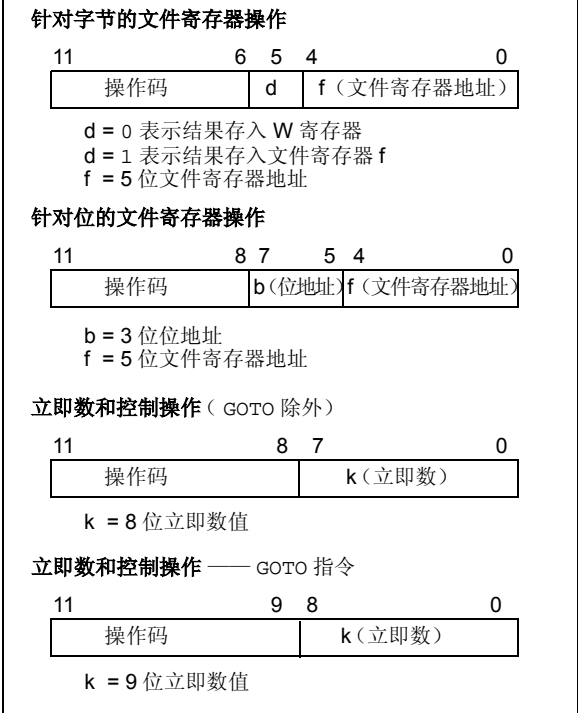 针对字节的文件寄存器操作
11 6 5 4 0
操作码 d f（文件寄存器地址）
d = 0 表示结果存入 W 寄存器
d = 1 表示结果存入文件寄存器 f
f = 5 位文件寄存器地址
针对位的文件寄存器操作
11 8 7 5 4 0
操作码 b（位地址） f（文件寄存器地址）
b = 3 位位地址
f = 5 位文件寄存器地址
立即数和控制操作（ GOTO 除外）
11 8 7 0
操作码 k（立即数）
k = 8 位立即数值
立即数和控制操作 —— GOTO 指令
11 9 8 0
操作码 k（立即数）
k = 9 位立即数值